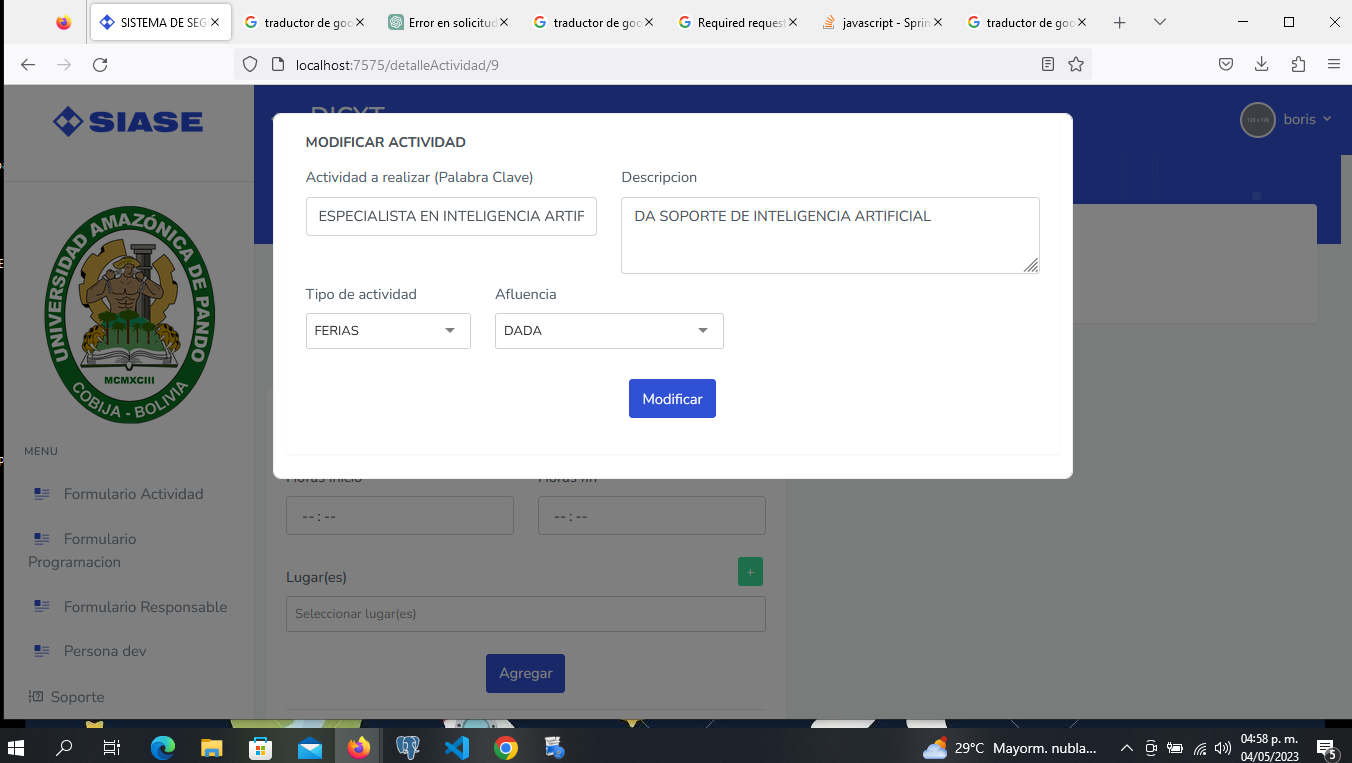 SISTEMA DE SEG
traductor de goo
Error en solicitud
traductor de goo
Required reques
javascript - Sprin
traductor de goo
localhost:7575/detalleActividad/9
SIASE
boris
MODIFICAR ACTIVIDAD
Actividad a realizar (Palabra Clave)
Descripcion
ESPECIALISTA EN INTELIGENCIA ARTIF
DA SOPORTE DE INTELIGENCIA ARTIFICIAL
Tipo de actividad
Afluencia
FERIAS
DADA
Modificar
UNIVERSIDAD AMAZÓNICA DE PANDO
MCMXCIII
COBIJA - BOLIVIA
MENU
Formulario Actividad
Formulario
Programacion
Formulario Responsable
Persona dev
Soporte
Horas inicio
Horas fin
-- : --
-- : --
Lugar(es)
+
Seleccionar lugar(es)
Agregar
29°C Mayorm. nubla...
04:58 p. m.
04/05/2023
5